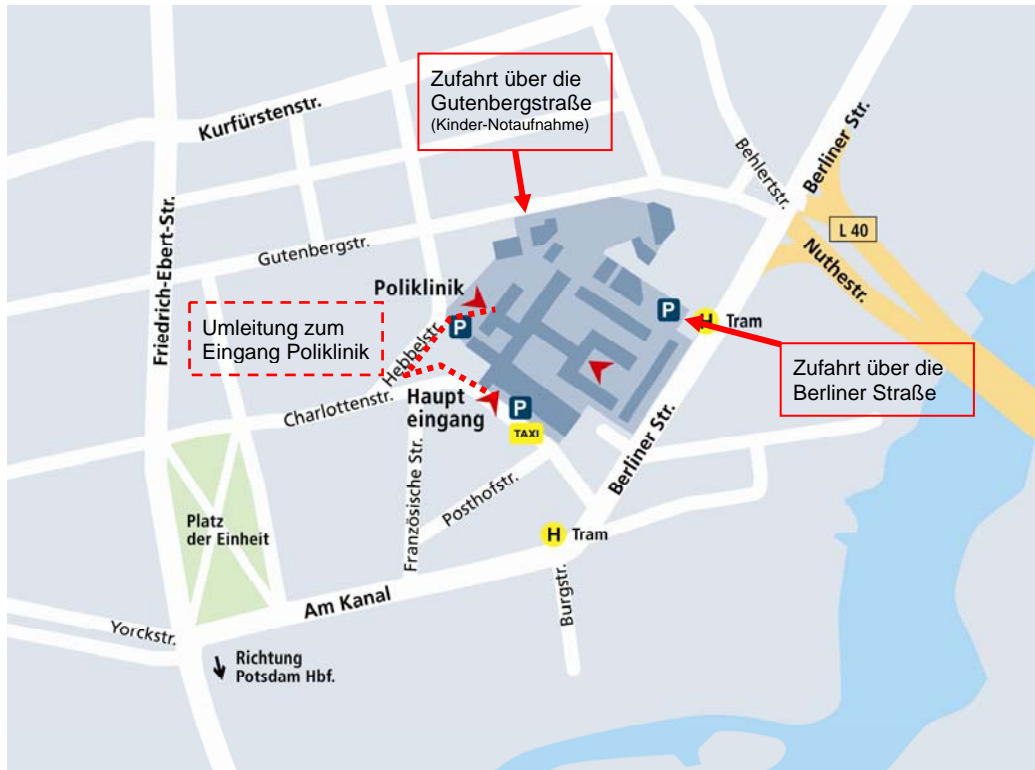 Zufahrt über die
Gutenbergstraße
(Kinder-Notaufnahme)
Kurfürstenstr.
Berliner Str.
Behlertstr.
L 40
Nuthestr.
Friedrich-Ebert-Str.
Gutenbergstr.
Poliklinik
P
P
H Tram
Umleitung zum
Eingang Poliklinik
Hebbelstr.
Zufahrt über die
Berliner Straße
Charlottenstr.
Haupt
eingang
P
TAXI
Berliner Str.
Französische Str.
Posthofstr.
Platz
der Einheit
H Tram
Am Kanal
Burgstr.
Yorckstr.
Richtung
Potsdam Hbf.